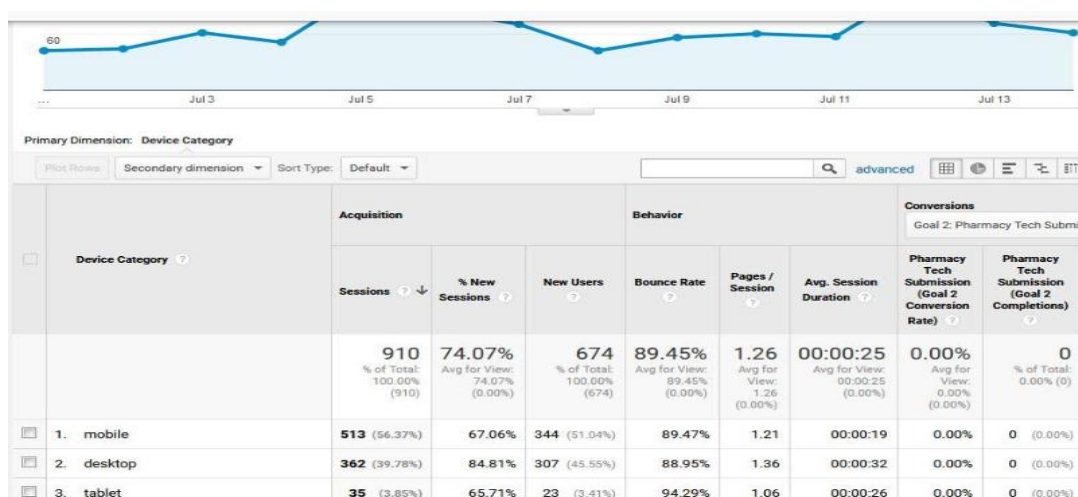 60
... Jul 3 Jul 5 Jul 7 Jul 9 Jul 11 Jul 13
Primary Dimension: Device Category
Plot Rows Secondary dimension Sort Type: Default advanced
Acquisition Behavior Conversions
Goal 2: Pharmacy Tech Submi
Device Category ?
Sessions ? % New Sessions ? New Users ? Bounce Rate ? Pages / Session ? Avg. Session Duration ? Pharmacy Tech Submission (Goal 2 Conversion Rate) ? Pharmacy Tech Submission (Goal 2 Completions) ?
910 74.07% 674 89.45% 1.26 00:00:25 0.00% 0
% of Total: 100.00% (910) Avg for View: 74.07% (0.00%) % of Total: 100.00% (674) Avg for View: 89.45% (0.00%) Avg for View: 1.26 (0.00%) Avg for View: 00:00:25 (0.00%) Avg for View: 0.00% (0.00%) % of Total: 0.00% (0)
1. mobile 513 (56.37%) 67.06% 344 (51.04%) 89.47% 1.21 00:00:19 0.00% 0 (0.00%)
2. desktop 362 (39.78%) 84.81% 307 (45.55%) 88.95% 1.36 00:00:32 0.00% 0 (0.00%)
3. tablet 35 (3.85%) 65.71% 23 (3.41%) 94.29% 1.06 00:00:26 0.00% 0 (0.00%)